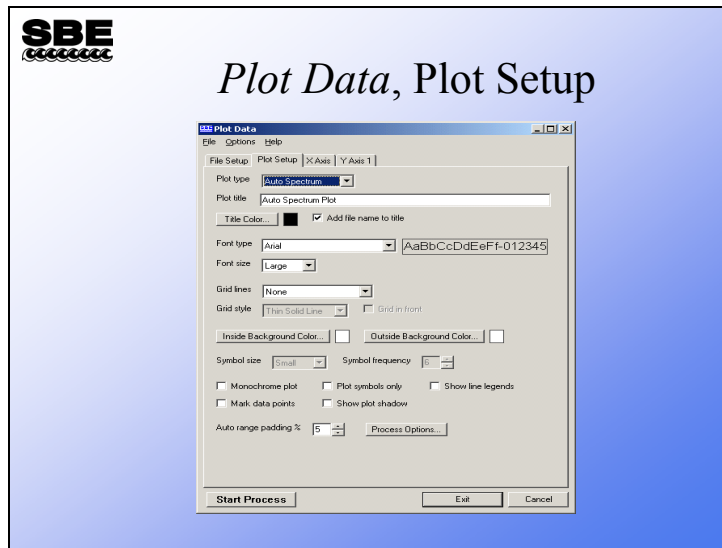 SBE
Plot Data, Plot Setup
SBE Plot Data
File Options Help
File Setup Plot Setup X Axis Y Axis 1
Plot type Auto Spectrum
Plot title Auto Spectrum Plot
Title Color... Add file name to title
Font type Arial AaBbCcDdEeFf-012345
Font size Large
Grid lines None
Grid style Thin Solid Line Grid in front
Inside Background Color... Outside Background Color...
Symbol size Small Symbol frequency 6
Monochrome plot Plot symbols only Show line legends
Mark data points Show plot shadow
Auto range padding % 5 Process Options...
Start Process Exit Cancel